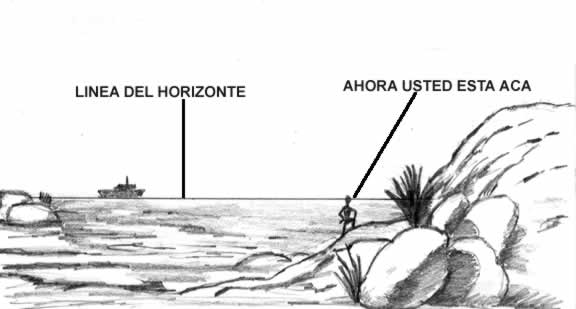 LINEA DEL HORIZONTE
AHORA USTED ESTA ACA